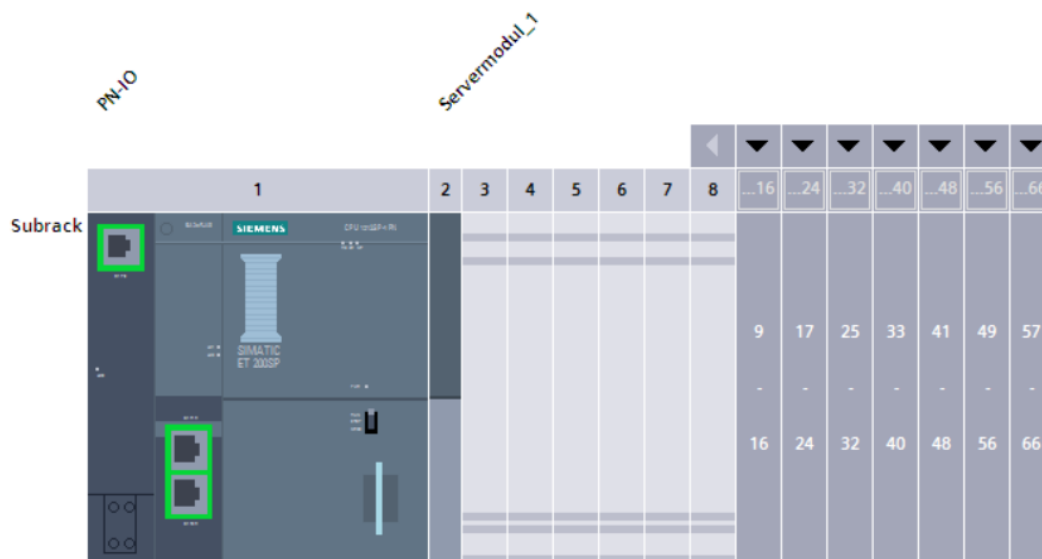 PN-IO
Servermodul_1
1 2 3 4 5 6 7 8 ...16 ...24 ...32 ...40 ...48 ...56 ...66
Subrack
SIEMENS
SIMATIC
ET 200SP
9 17 25 33 41 49 57
- - - - - - -
16 24 32 40 48 56 66